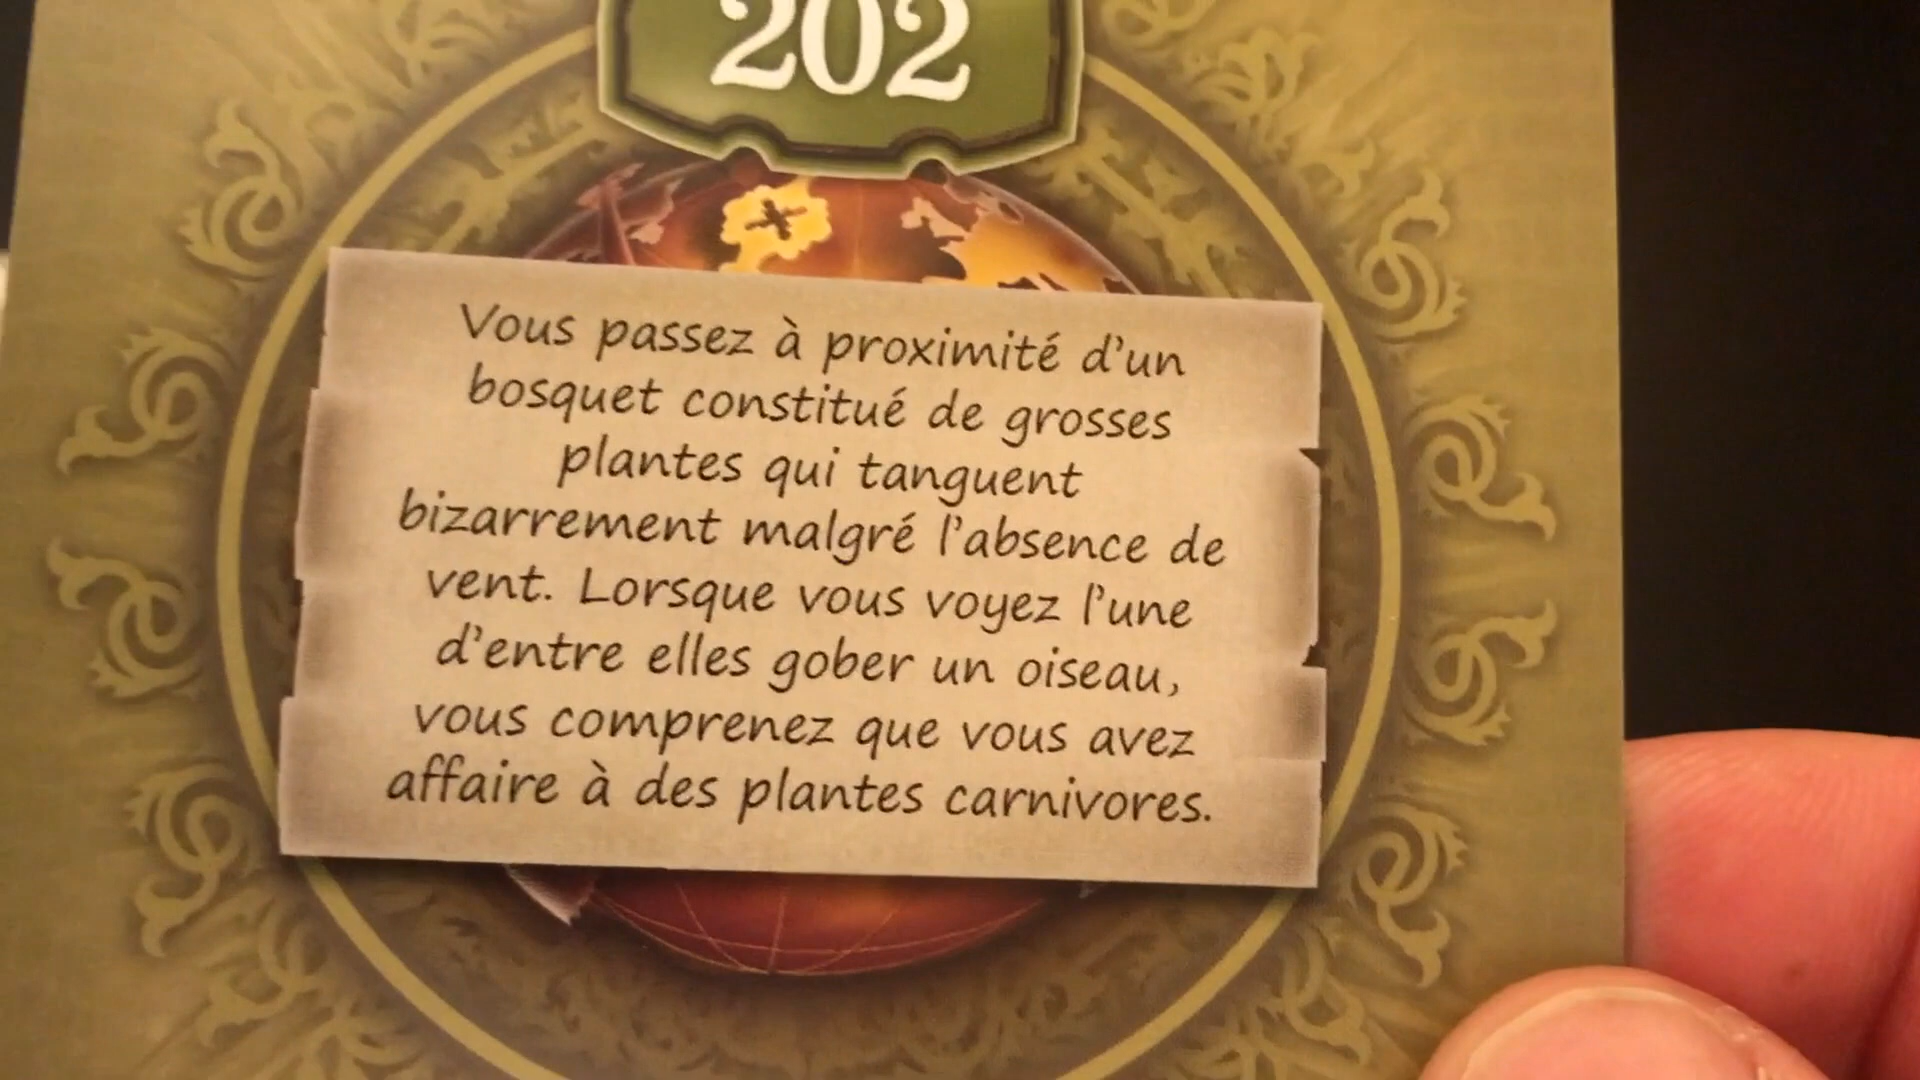 202
Vous passez à proximité d'un
bosquet constitué de grosses
plantes qui tanguent
bizarrement malgré l'absence de
vent. Lorsque vous voyez l'une
d'entre elles gober un oiseau,
vous comprenez que vous avez
affaire à des plantes carnivores.